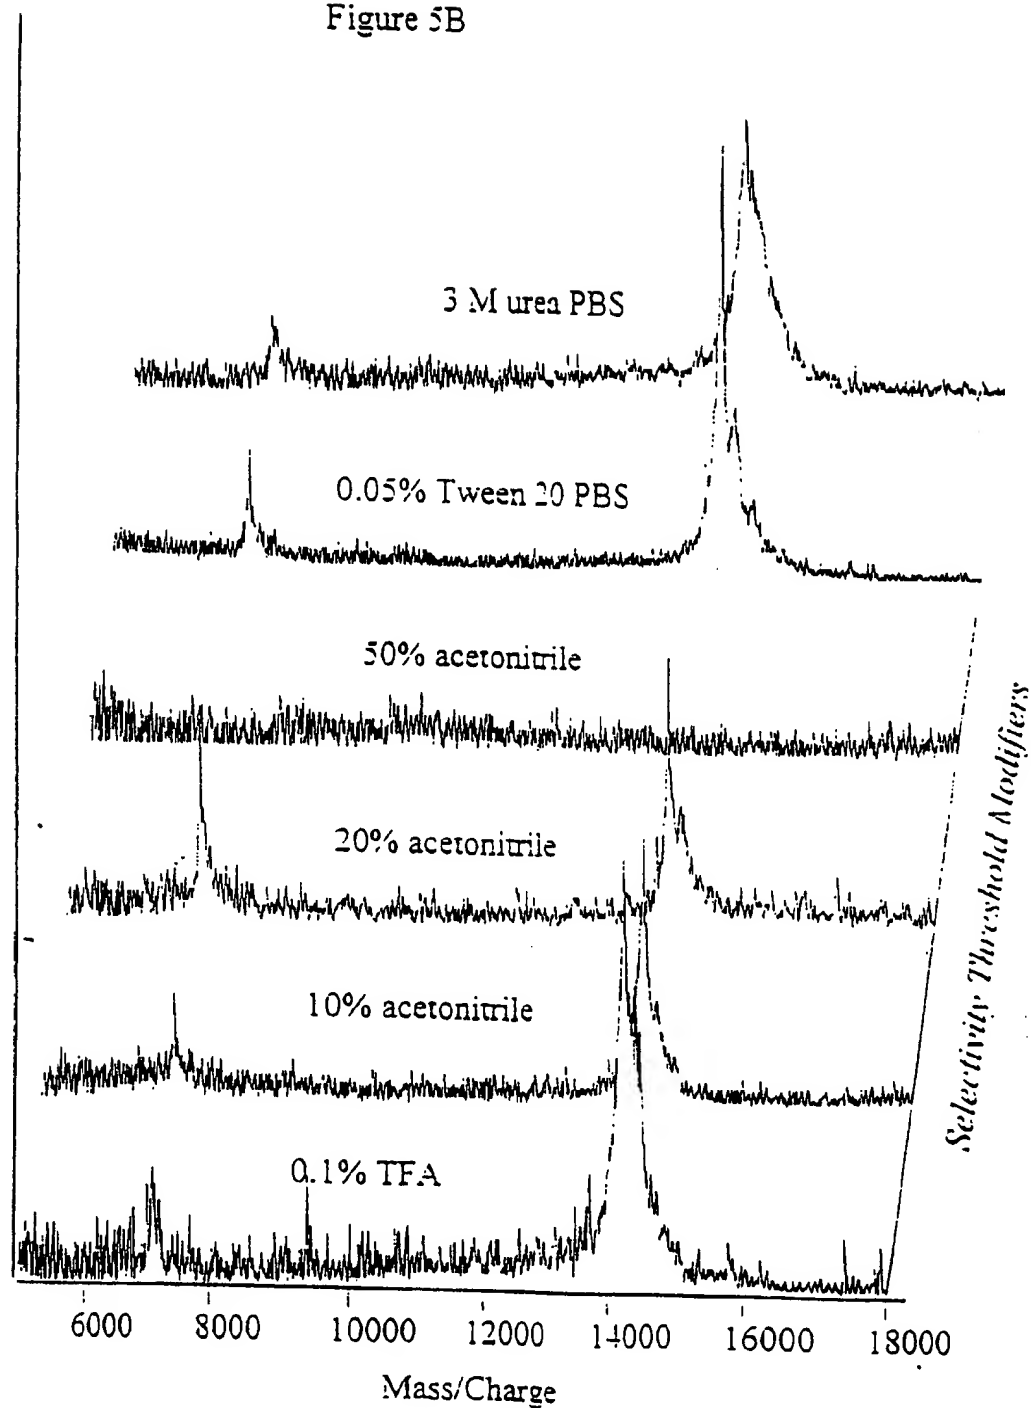 Figure 5B
3 M urea PBS
0.05% Tween 20 PBS
50% acetonitrile
20% acetonitrile
10% acetonitrile
0.1% TFA
Selectivity Threshold Modifiers
6000 8000 10000 12000 14000 16000 18000
Mass/Charge